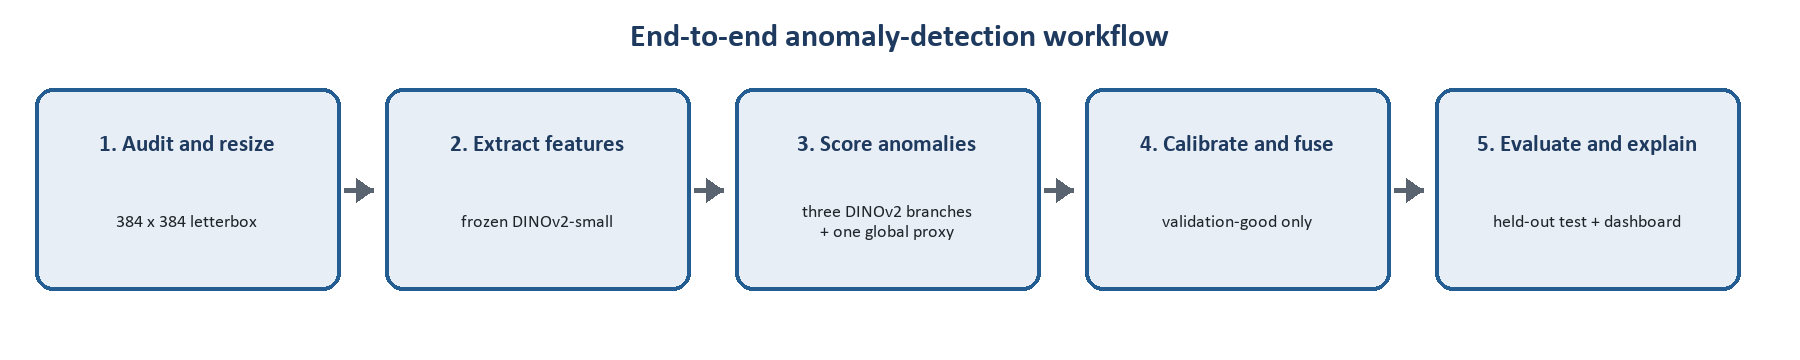 End-to-end anomaly-detection workflow
1. Audit and resize
384 x 384 letterbox
2. Extract features
frozen DINOv2-small
3. Score anomalies
three DINOv2 branches
+ one global proxy
4. Calibrate and fuse
validation-good only
5. Evaluate and explain
held-out test + dashboard